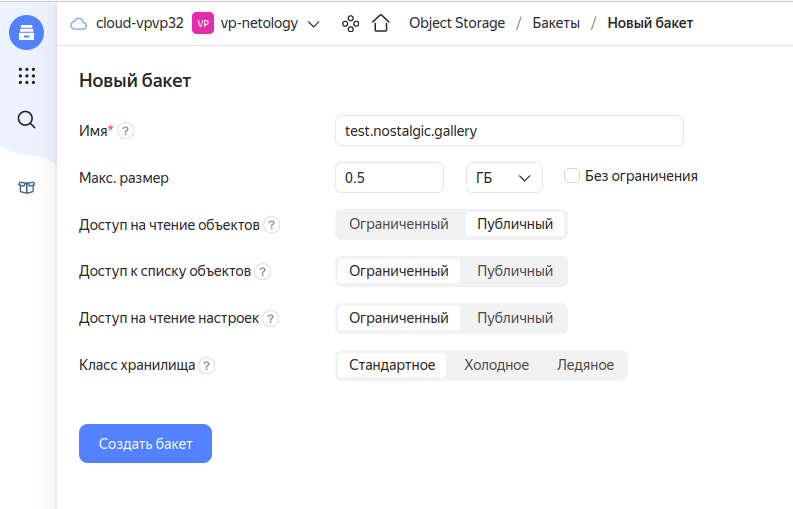 cloud-vpvp32 VP vp-netology Object Storage / Бакеты / Новый бакет
Новый бакет
Имя* ? test.nostalgic.gallery
Макс. размер 0.5 ГБ Без ограничения
Доступ на чтение объектов ? Ограниченный Публичный
Доступ к списку объектов ? Ограниченный Публичный
Доступ на чтение настроек ? Ограниченный Публичный
Класс хранилища ? Стандартное Холодное Ледяное
Создать бакет